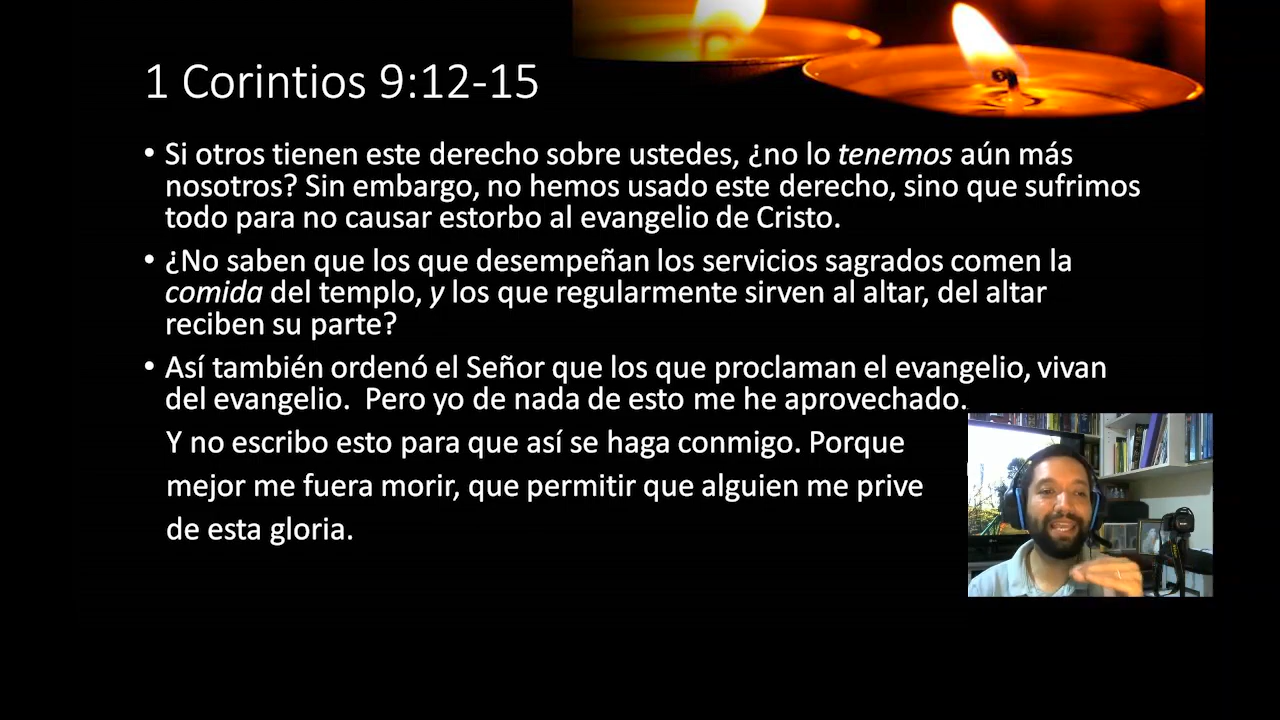 1 Corintios 9:12-15
• Si otros tienen este derecho sobre ustedes, ¿no lo tenemos aún más
nosotros? Sin embargo, no hemos usado este derecho, sino que sufrimos
todo para no causar estorbo al evangelio de Cristo.
• ¿No saben que los que desempeñan los servicios sagrados comen la
comida del templo, y los que regularmente sirven al altar, del altar
reciben su parte?
• Así también ordenó el Señor que los que proclaman el evangelio, vivan
del evangelio.  Pero yo de nada de esto me he aprovechado.
Y no escribo esto para que así se haga conmigo. Porque
mejor me fuera morir, que permitir que alguien me prive
de esta gloria.